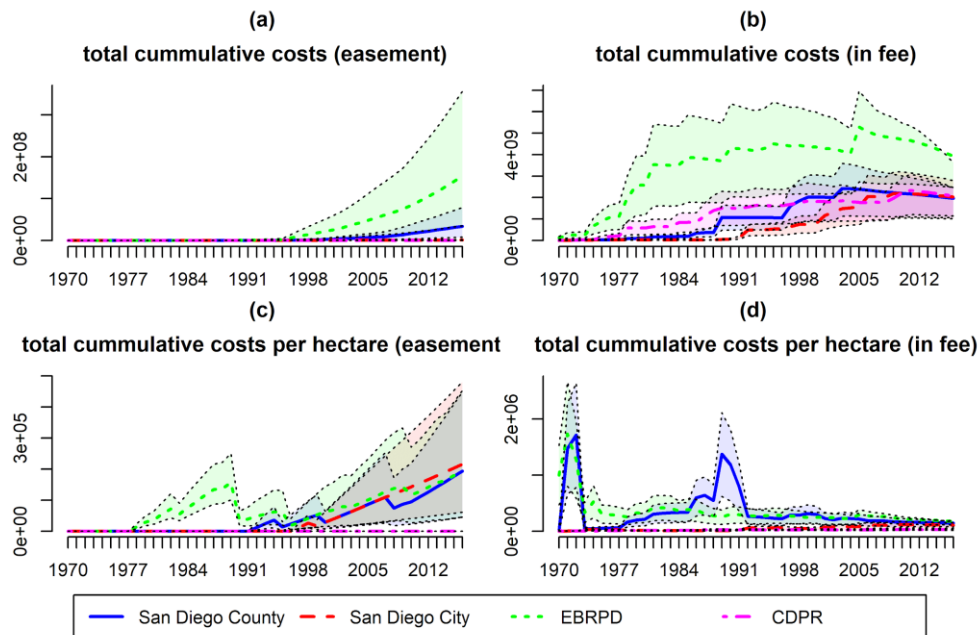 (a)
total cummulative costs (easement)
0e+00 2e+08
1970 1977 1984 1991 1998 2005 2012
(b)
total cummulative costs (in fee)
0e+00 4e+09
1970 1977 1984 1991 1998 2005 2012
(c)
total cummulative costs per hectare (easement
0e+00 3e+05
1970 1977 1984 1991 1998 2005 2012
(d)
total cummulative costs per hectare (in fee)
0e+00 2e+06
1970 1977 1984 1991 1998 2005 2012
San Diego County San Diego City EBRPD CDPR